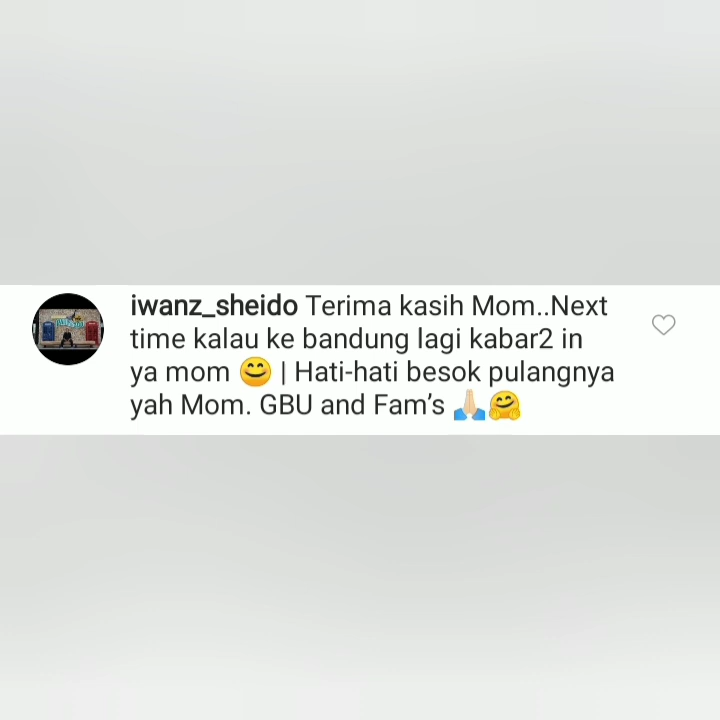 iwanz_sheido Terima kasih Mom..Next
time kalau ke bandung lagi kabar2 in
ya mom 😊 | Hati-hati besok pulangnya
yah Mom. GBU and Fam’s 🙏🏼🤗